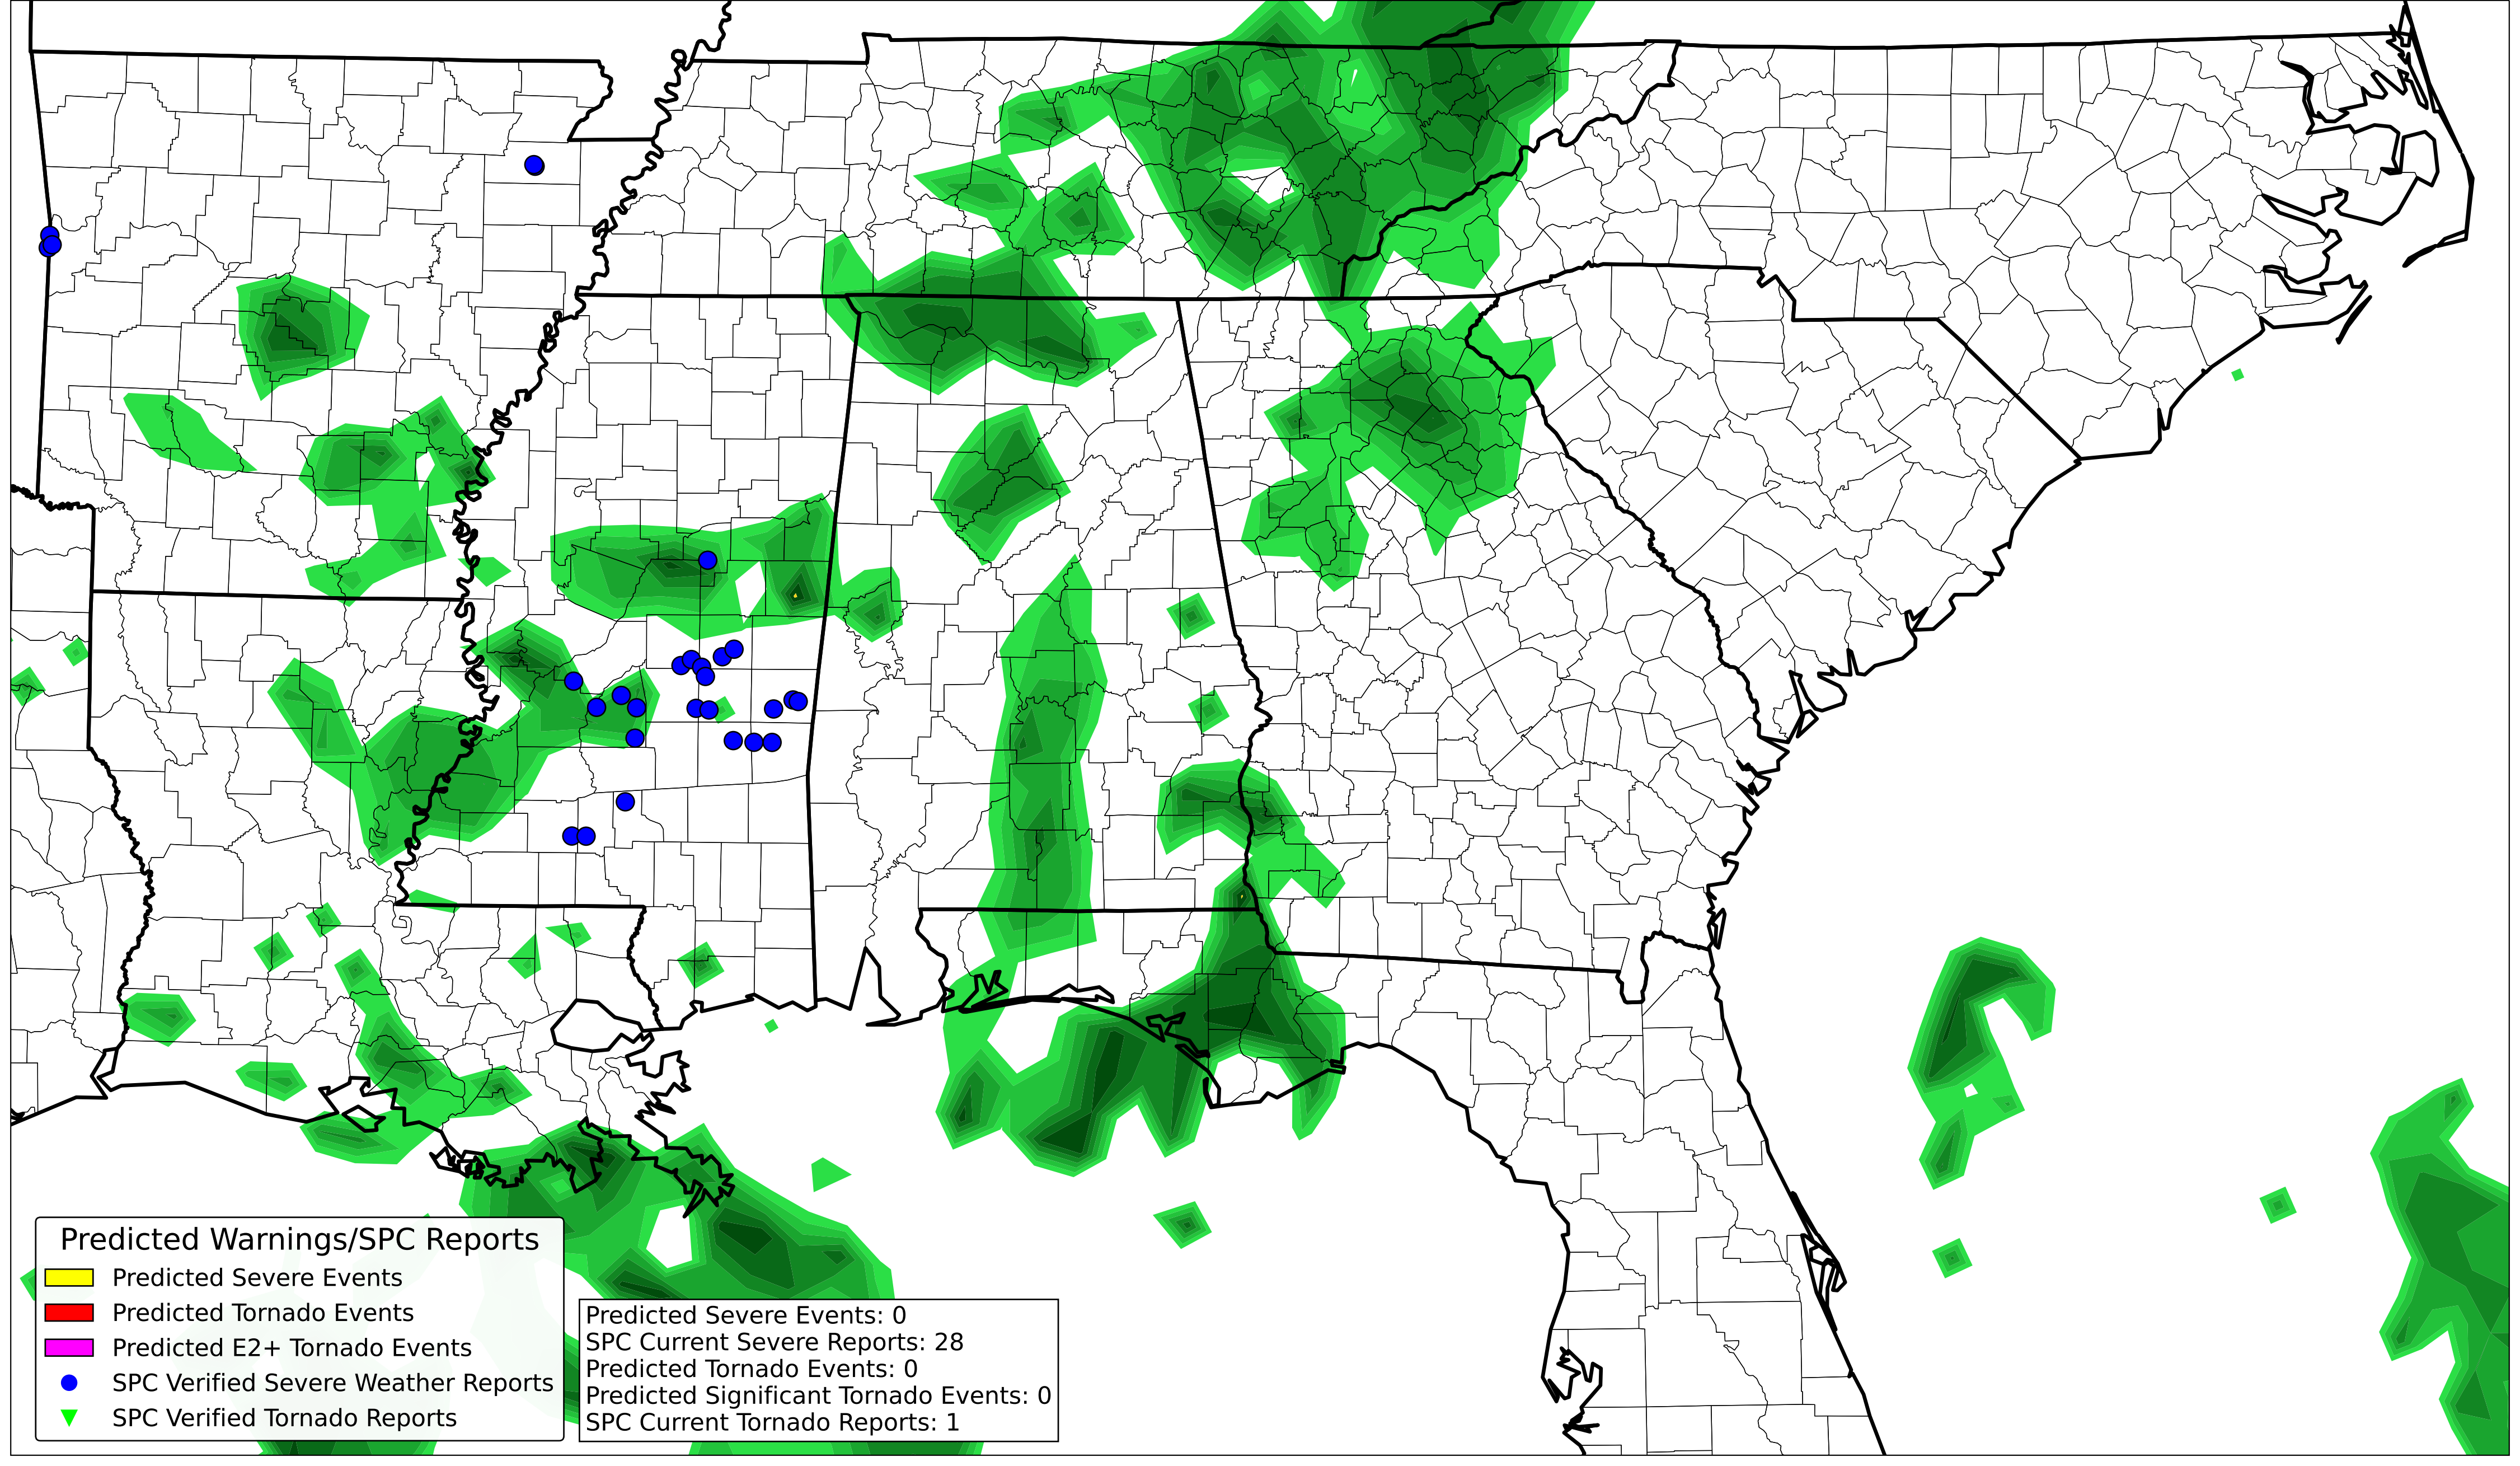 Predicted Warnings/SPC Reports
Predicted Severe Events
Predicted Tornado Events
Predicted E2+ Tornado Events
SPC Verified Severe Weather Reports
SPC Verified Tornado Reports
Predicted Severe Events: 0
SPC Current Severe Reports: 28
Predicted Tornado Events: 0
Predicted Significant Tornado Events: 0
SPC Current Tornado Reports: 1